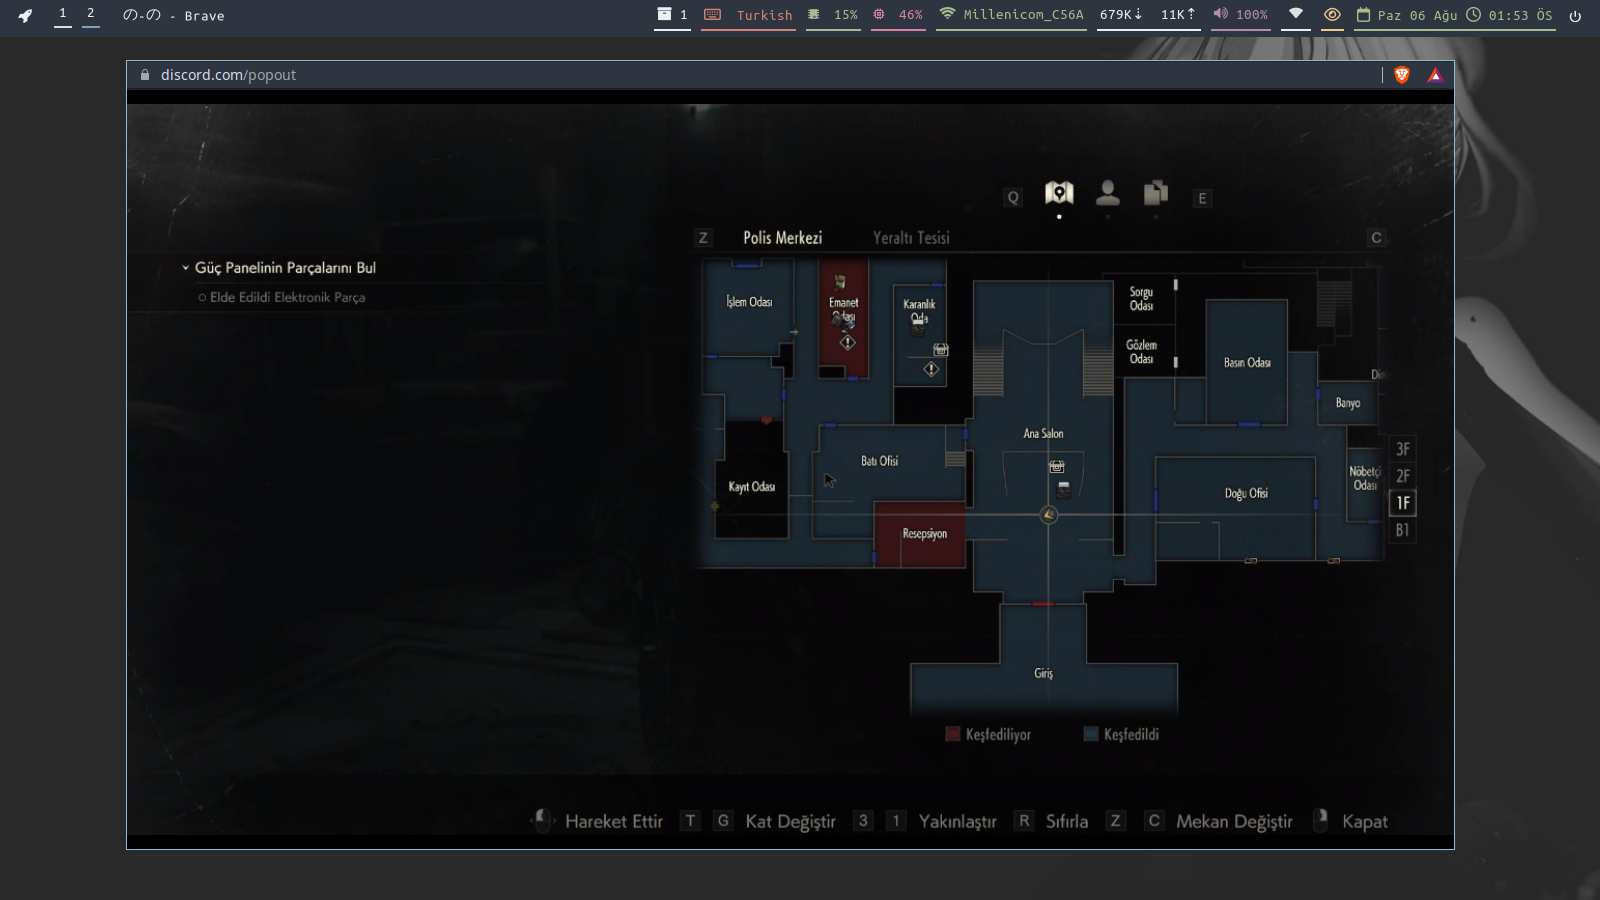 1 2 の-の - Brave 1 Turkish 15% 46% Millenicom_C56A 679K↓ 11K↑ 100% Paz 06 Ağu 01:53 ÖS
discord.com/popout
Q E
Z Polis Merkezi Yeraltı Tesisi C
Güç Panelinin Parçalarını Bul
Elde Edildi Elektronik Parça
İşlem Odası
Emanet
Odası
Karanlık
Oda
Sorgu
Odası
Gözlem
Odası
Basın Odası
Banyo
Ana Salon
Batı Ofisi
Kayıt Odası
Nöbetçi
Odası
Doğu Ofisi
Resepsiyon
3F
2F
1F
B1
Giriş
Keşfediliyor Keşfedildi
Hareket Ettir T G Kat Değiştir 3 1 Yakınlaştır R Sıfırla Z C Mekan Değiştir Kapat